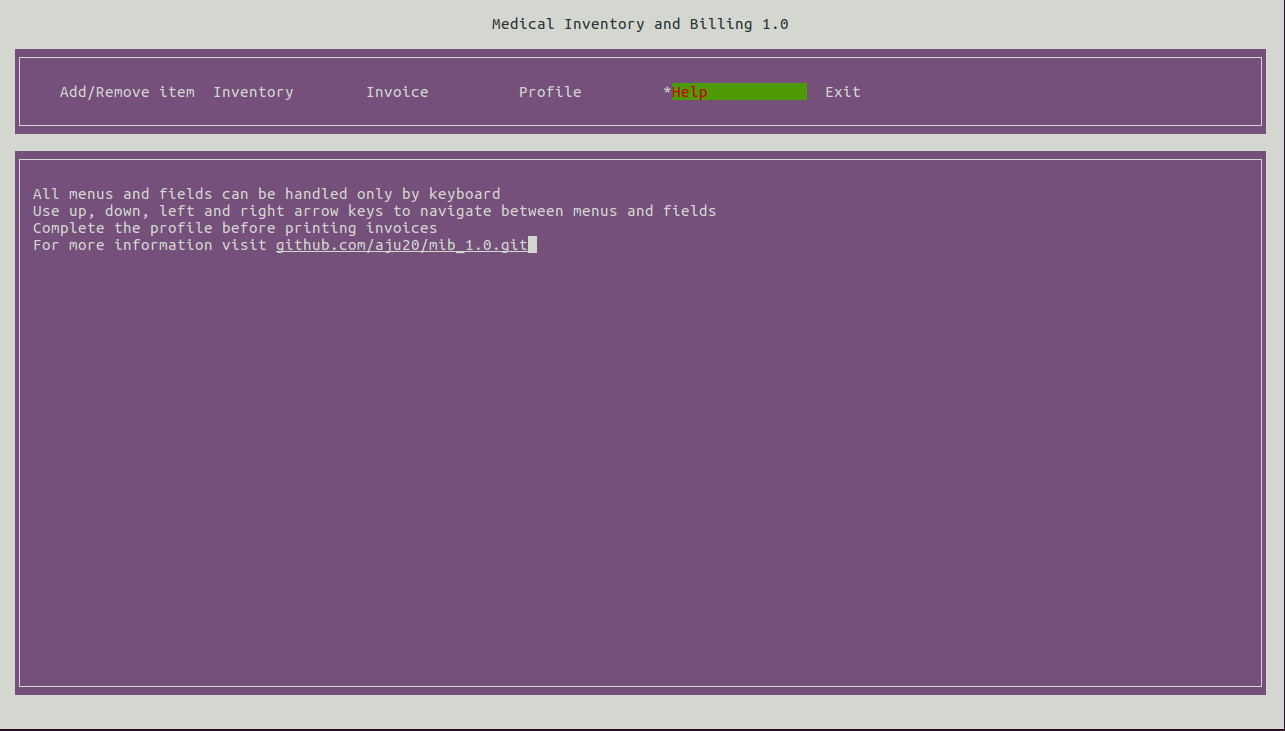 Medical Inventory and Billing 1.0
Add/Remove item Inventory Invoice Profile *Help Exit
All menus and fields can be handled only by keyboard
Use up, down, left and right arrow keys to navigate between menus and fields
Complete the profile before printing invoices
For more information visit github.com/aju20/mib_1.0.git